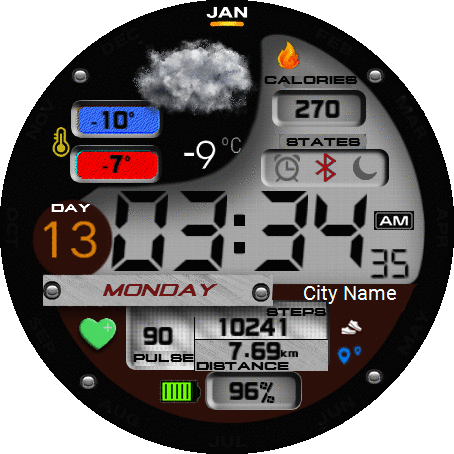 JAN
DEC
FEB
CALORIES
270
NOV
MAR
-10°
-7°
-9 °C
STATES
DAY
13
03:34
AM
35
OCT
APR
MONDAY
City Name
STEPS
10241
90
PULSE
7.69km
DISTANCE
SEP
MAY
96%
AUG
JUN
JUL